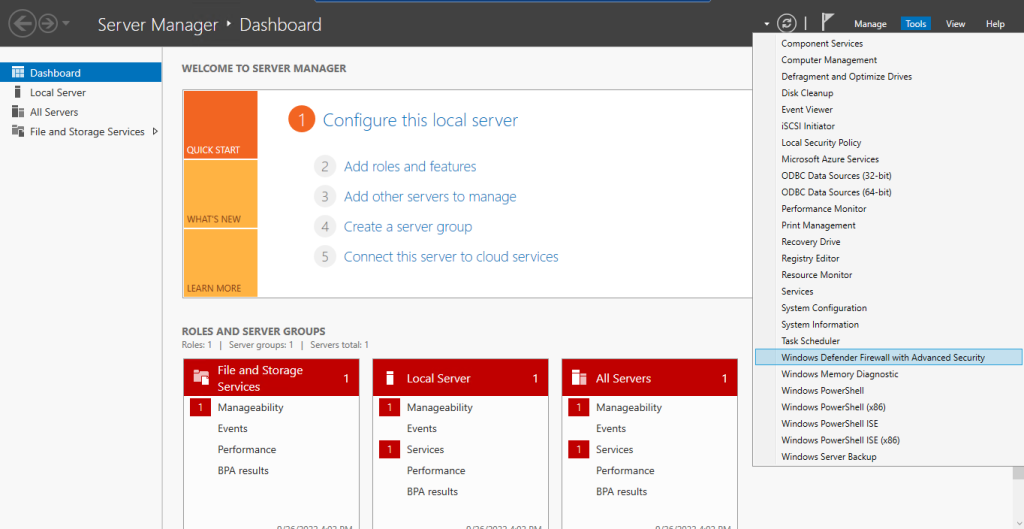 Server Manager ‣ Dashboard
Manage Tools View Help
Dashboard
Local Server
All Servers
File and Storage Services
WELCOME TO SERVER MANAGER
QUICK START
WHAT'S NEW
LEARN MORE
1 Configure this local server
2 Add roles and features
3 Add other servers to manage
4 Create a server group
5 Connect this server to cloud services
ROLES AND SERVER GROUPS
Roles: 1 | Server groups: 1 | Servers total: 1
File and Storage
Services 1
1 Manageability
Events
Performance
BPA results
Local Server 1
1 Manageability
Events
1 Services
Performance
BPA results
All Servers 1
1 Manageability
Events
1 Services
Performance
BPA results
Component Services
Computer Management
Defragment and Optimize Drives
Disk Cleanup
Event Viewer
iSCSI Initiator
Local Security Policy
Microsoft Azure Services
ODBC Data Sources (32-bit)
ODBC Data Sources (64-bit)
Performance Monitor
Print Management
Recovery Drive
Registry Editor
Resource Monitor
Services
System Configuration
System Information
Task Scheduler
Windows Defender Firewall with Advanced Security
Windows Memory Diagnostic
Windows PowerShell
Windows PowerShell (x86)
Windows PowerShell ISE
Windows PowerShell ISE (x86)
Windows Server Backup